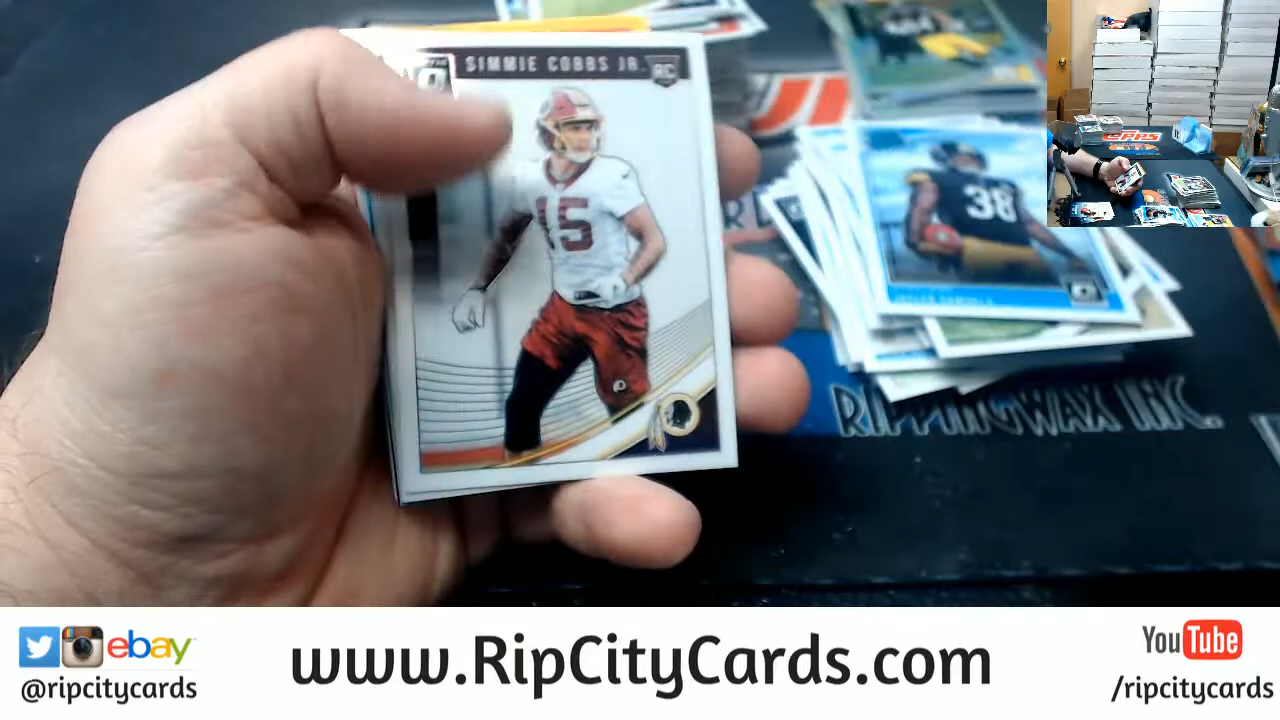 SIMMIE COBBS JR.
RC
15
38
RIPPINGWAX INC.
ebay
@ripcitycards
www.RipCityCards.com
YouTube
/ripcitycards